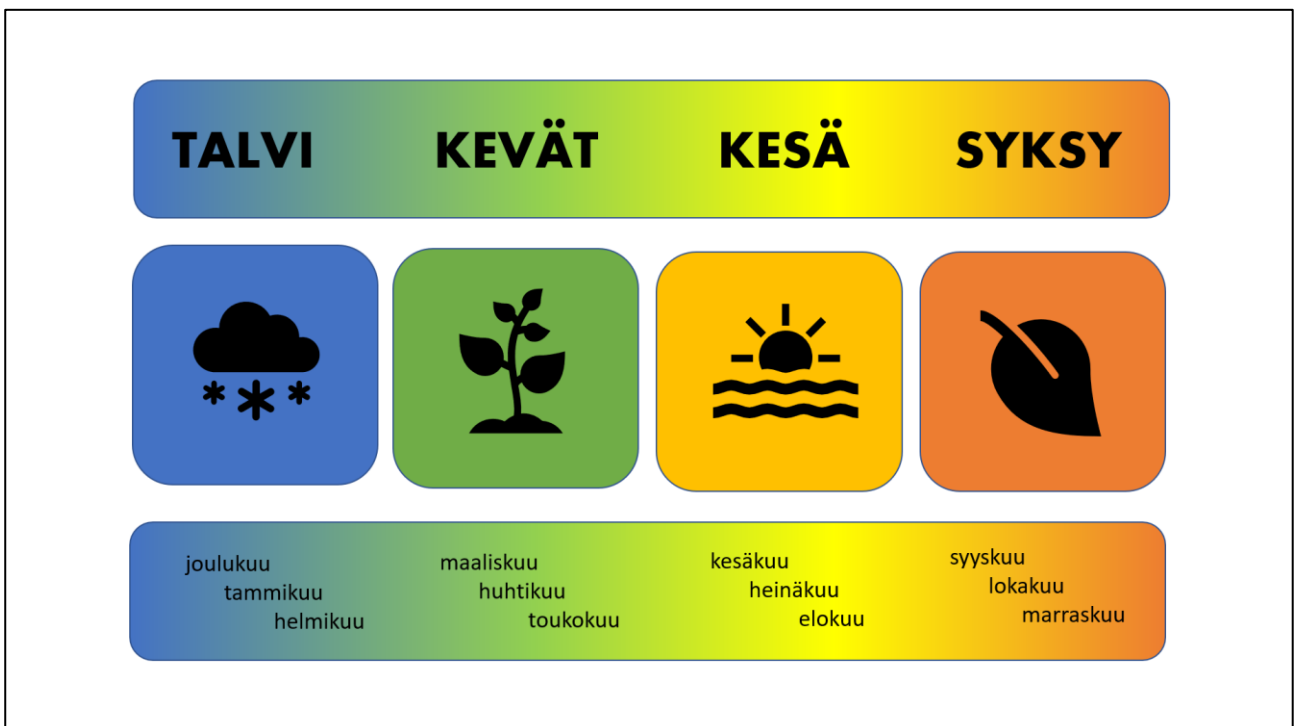 TALVI KEVÄT KESÄ SYKSY
joulukuu
tammikuu
helmikuu
maaliskuu
huhtikuu
toukokuu
kesäkuu
heinäkuu
elokuu
syyskuu
lokakuu
marraskuu